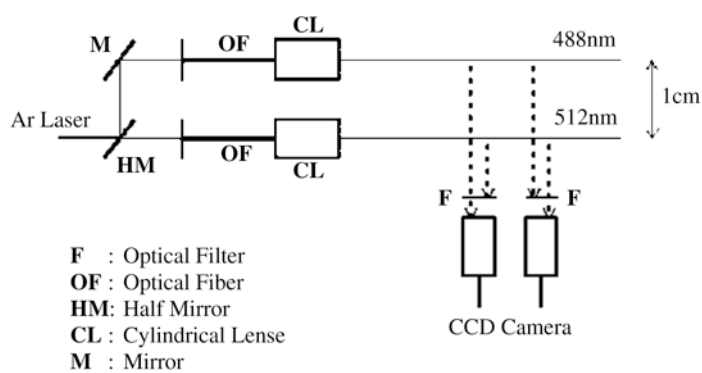 CL
M
OF
488nm
1cm
Ar Laser
512nm
HM
OF
CL
F
F
F : Optical Filter
OF : Optical Fiber
HM: Half Mirror
CL : Cylindrical Lense
M : Mirror
CCD Camera